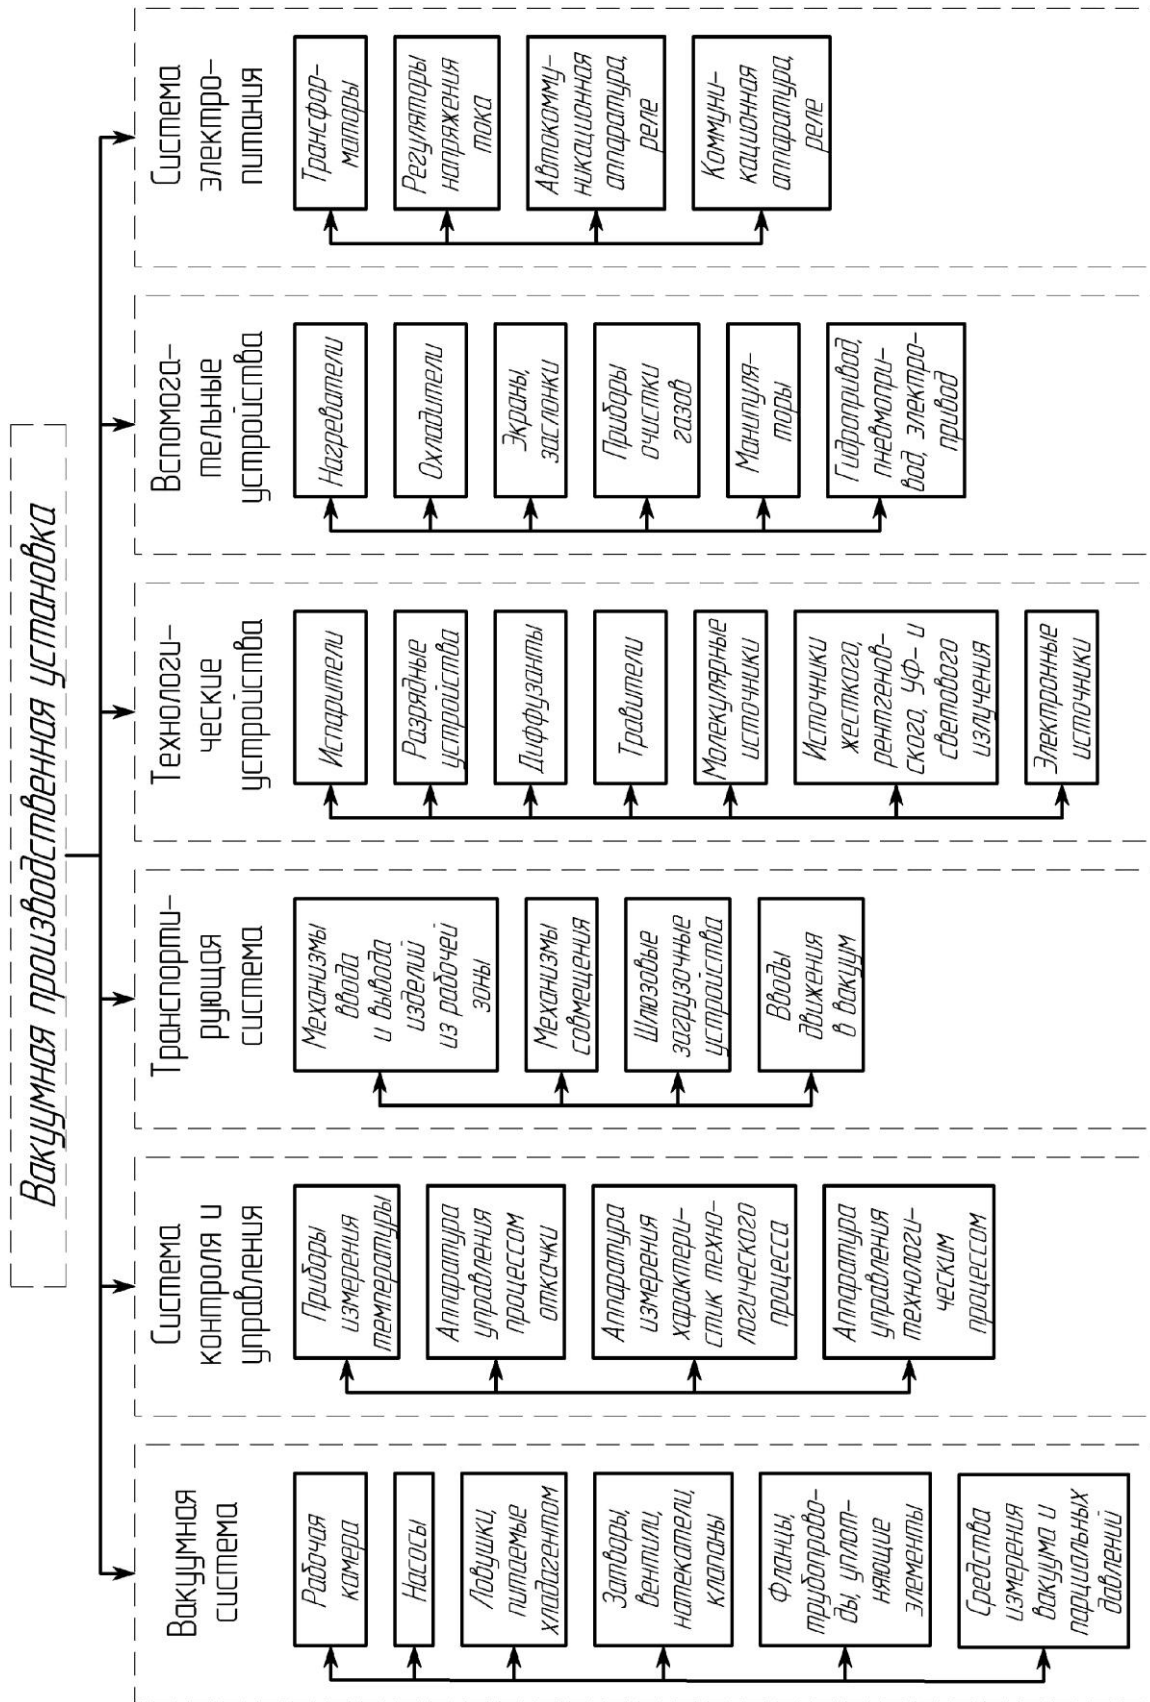 Вакуумная производственная установка
Вакуумная
система
Рабочая
камера
Насосы
Ловушки,
питаемые
хладагентом
Затворы,
вентили,
натекатели,
клапаны
Фланцы,
трубопрово-
ды, уплот-
няющие
элементы
Средства
измерения
вакуума и
парциальных
давлений
Система
контроля и
управления
Приборы
измерения
температуры
Аппаратура
управления
процессом
откачки
Аппаратура
измерения
характери-
стик техно-
логического
процесса
Аппаратура
управления
технологи-
ческим
процессом
Транспорти-
рующая
система
Механизмы
ввода
и вывода
изделий
из рабочей
зоны
Механизмы
совмещения
Шлюзовые
загрузочные
устройства
Вводы
движения
в вакуум
Технологи-
ческие
устройства
Испарители
Разрядные
устройства
Диффузанты
Травители
Молекулярные
источники
Источники
жесткого,
рентгенов-
ского, УФ- и
светового
излучения
Электронные
источники
Вспомога-
тельные
устройства
Нагреватели
Охладители
Экраны,
заслонки
Приборы
очистки
газов
Манипуля-
торы
Гидропривод,
пневмопри-
вод, электро-
привод
Система
электро-
питания
Трансфор-
маторы
Регуляторы
напряжения
тока
Автокомму-
никационная
аппаратура,
реле
Коммуни-
кационная
аппаратура,
реле